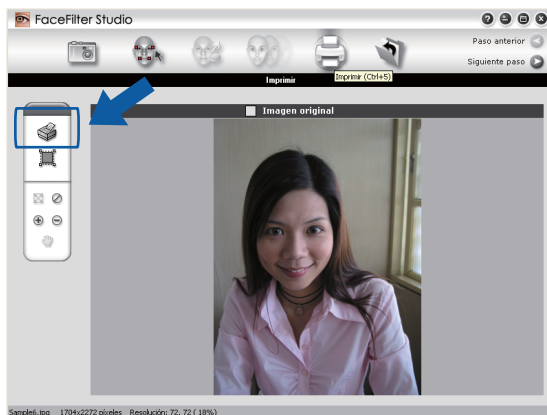 FaceFilter Studio
Paso anterior
Siguiente paso
Imprimir
Imprimir (Ctrl+5)
Imagen original
Sample6.jpg 1704x2272 píxeles Resolución: 72, 72 ( 18%)